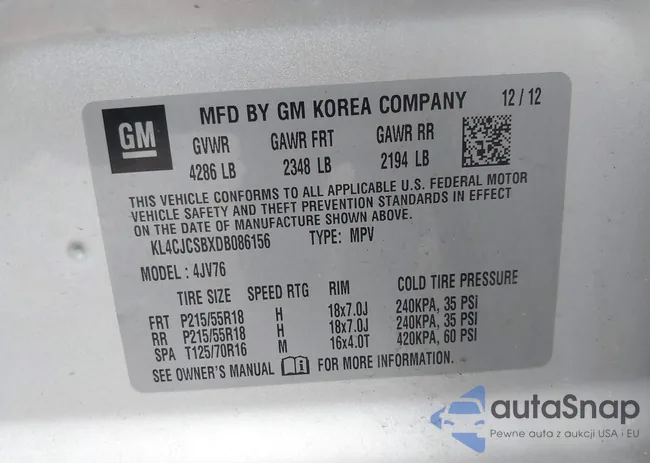 GM
MFD BY GM KOREA COMPANY 12/12
GVWR GAWR FRT GAWR RR
4286 LB 2348 LB 2194 LB
THIS VEHICLE CONFORMS TO ALL APPLICABLE U.S. FEDERAL MOTOR
VEHICLE SAFETY AND THEFT PREVENTION STANDARDS IN EFFECT
ON THE DATE OF MANUFACTURE SHOWN ABOVE.
KL4CJCSBXDB086156 TYPE: MPV
MODEL: 4JV76
TIRE SIZE SPEED RTG RIM COLD TIRE PRESSURE
FRT P215/55R18 H 18x7.0J 240KPA, 35 PSI
RR P215/55R18 H 18x7.0J 240KPA, 35 PSI
SPA T125/70R16 M 16x4.0T 420KPA, 60 PSI
SEE OWNER'S MANUAL FOR MORE INFORMATION.
autaSnap
Pewne auta z aukcji USA i EU